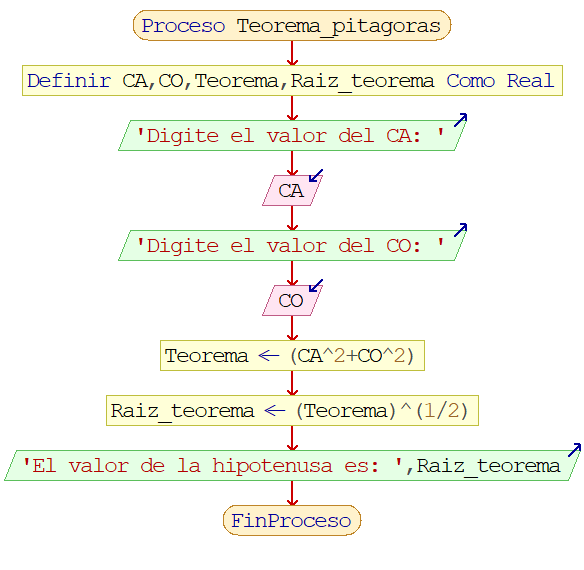 Proceso Teorema_pitagoras
Definir CA,CO,Teorema,Raiz_teorema Como Real
'Digite el valor del CA: '
CA
'Digite el valor del CO: '
CO
Teorema ← (CA^2+CO^2)
Raiz_teorema ← (Teorema)^(1/2)
'El valor de la hipotenusa es: ',Raiz_teorema
FinProceso